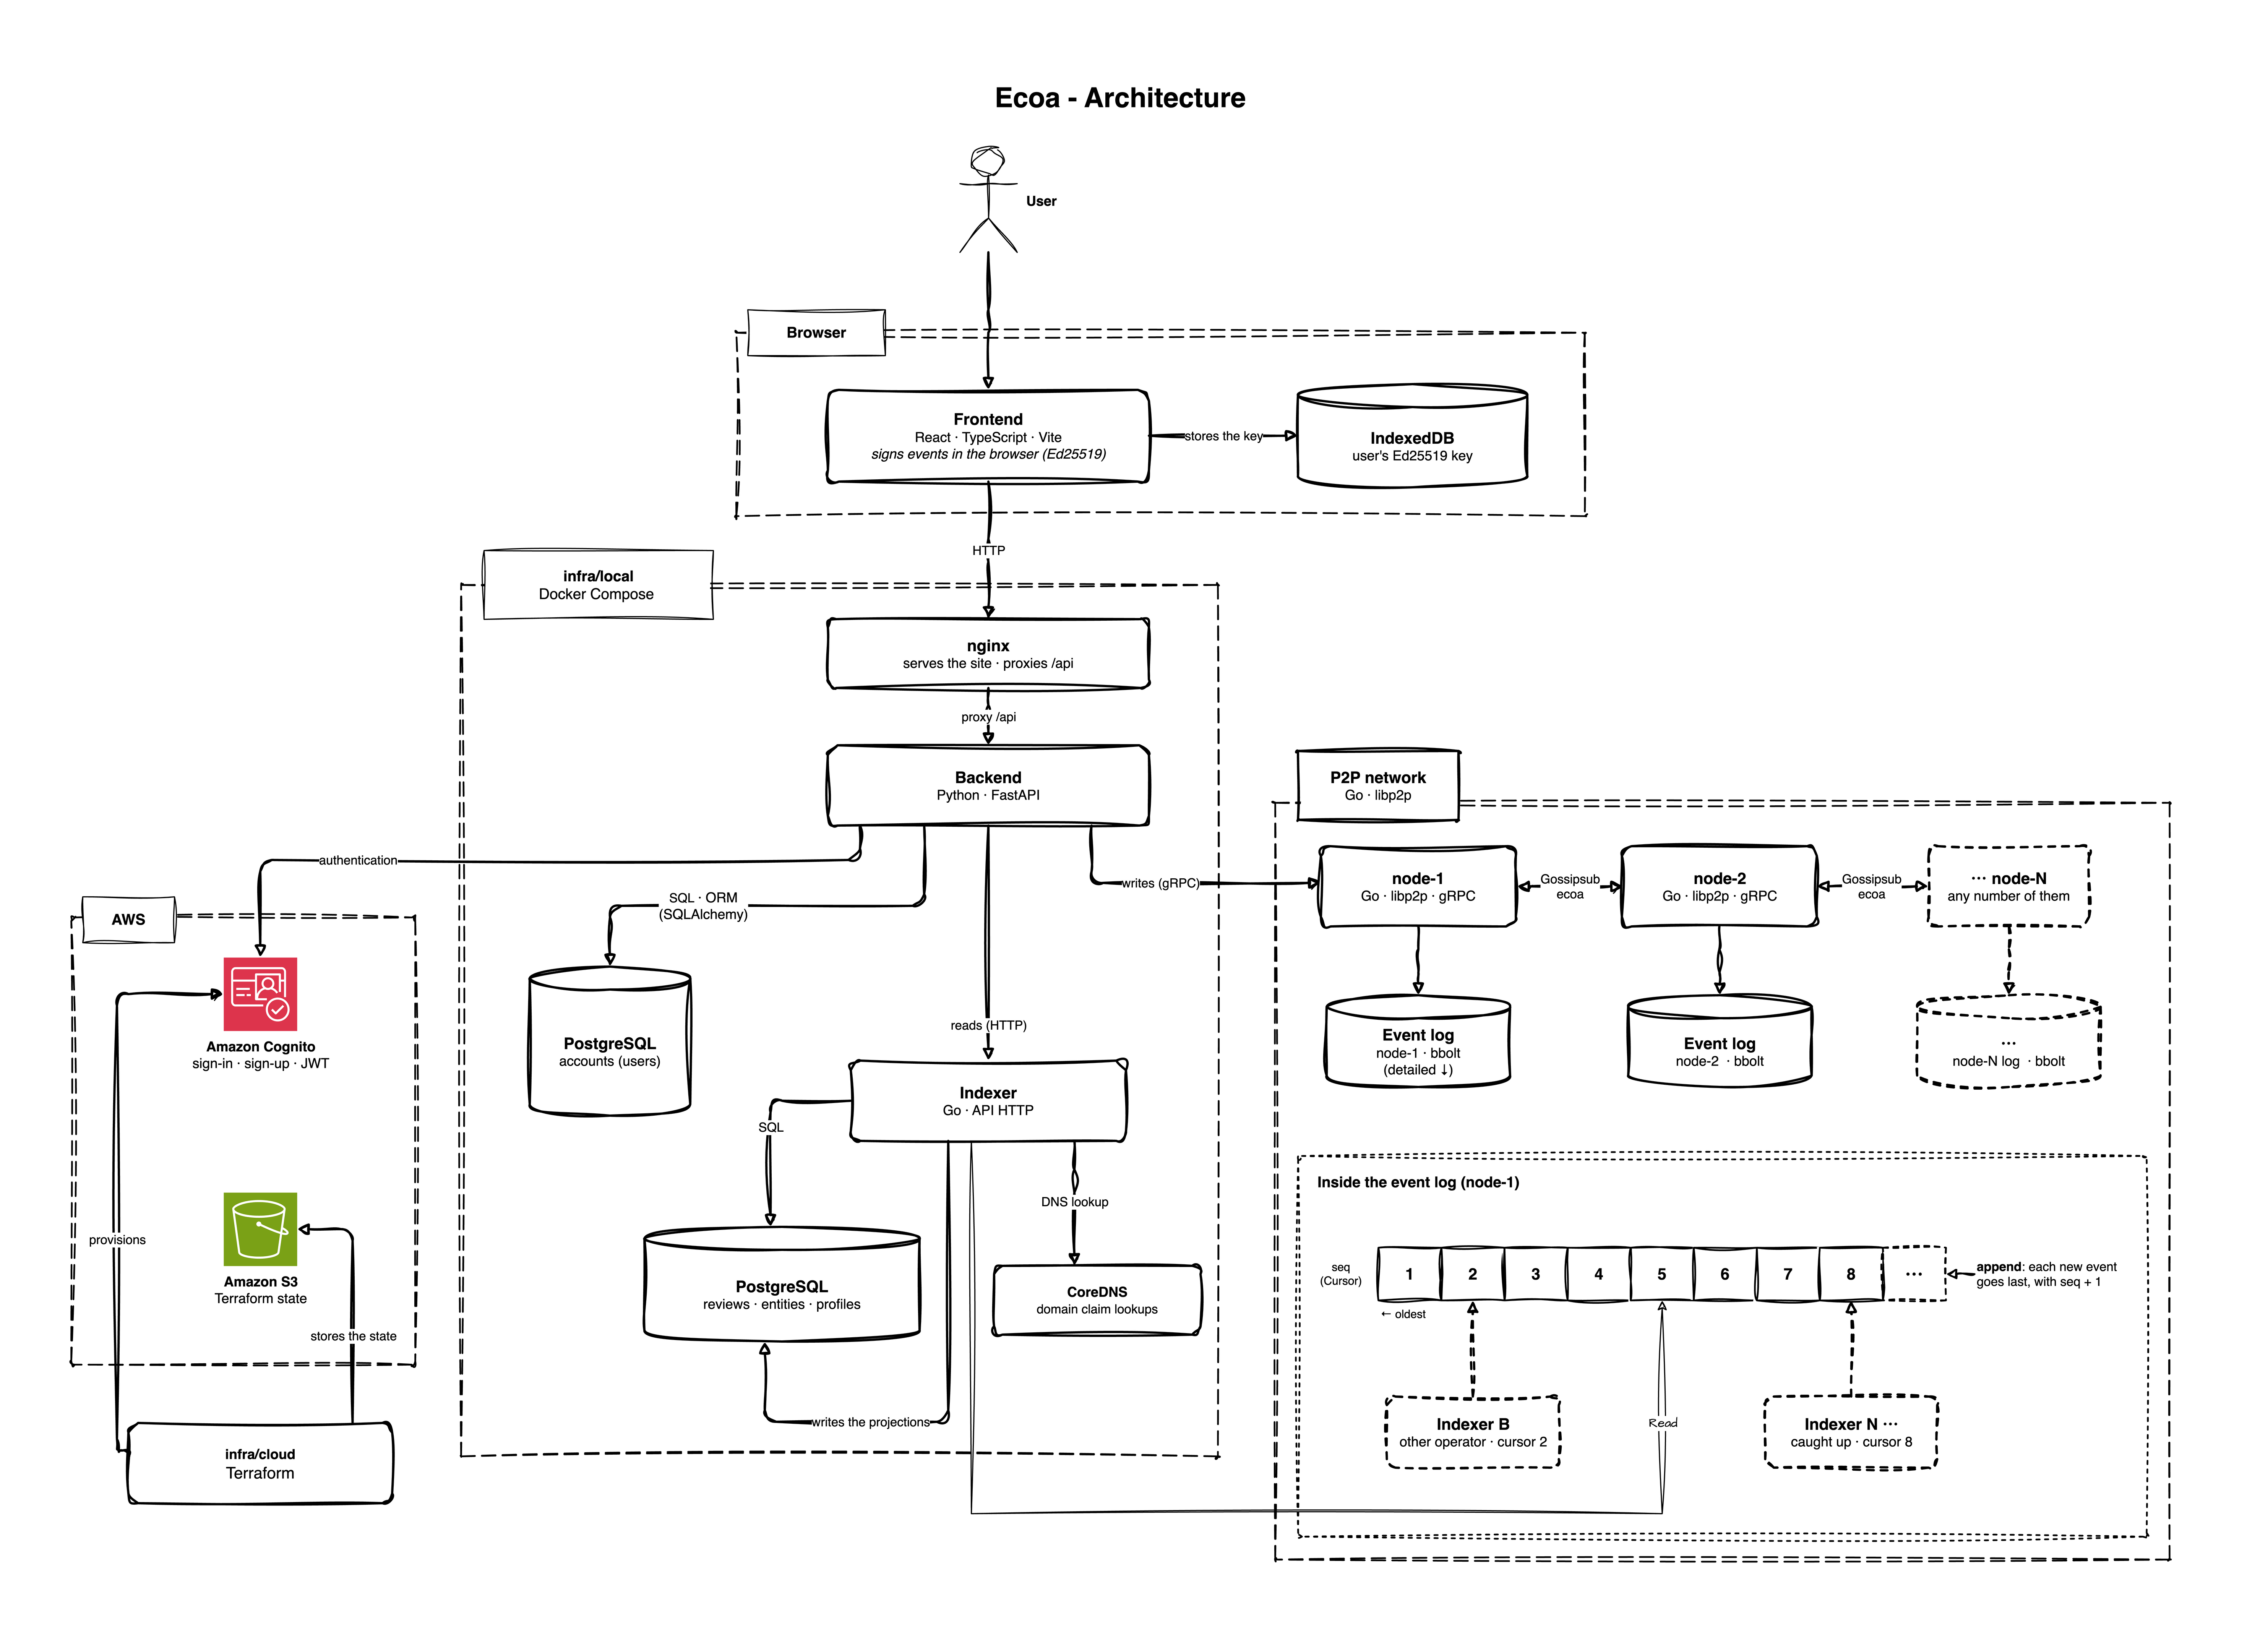 Ecoa - Architecture
User
Browser
Frontend
React · TypeScript · Vite
signs events in the browser (Ed25519)
stores the key
IndexedDB
user's Ed25519 key
HTTP
infra/local
Docker Compose
nginx
serves the site · proxies /api
proxy /api
Backend
Python · FastAPI
authentication
SQL · ORM
(SQLAlchemy)
writes (gRPC)
reads (HTTP)
P2P network
Go · libp2p
node-1
Go · libp2p · gRPC
Gossipsub
ecoa
node-2
Go · libp2p · gRPC
Gossipsub
ecoa
··· node-N
any number of them
Event log
node-1 · bbolt
(detailed ↓)
Event log
node-2 · bbolt
···
node-N log · bbolt
AWS
Amazon Cognito
sign-in · sign-up · JWT
provisions
Amazon S3
Terraform state
stores the state
infra/cloud
Terraform
PostgreSQL
accounts (users)
Indexer
Go · API HTTP
SQL
DNS lookup
PostgreSQL
reviews · entities · profiles
CoreDNS
domain claim lookups
writes the projections
Inside the event log (node-1)
seq
(Cursor)
1 2 3 4 5 6 7 8 ···
append: each new event
goes last, with seq + 1
← oldest
Indexer B
other operator · cursor 2
Read
Indexer N ···
caught up · cursor 8